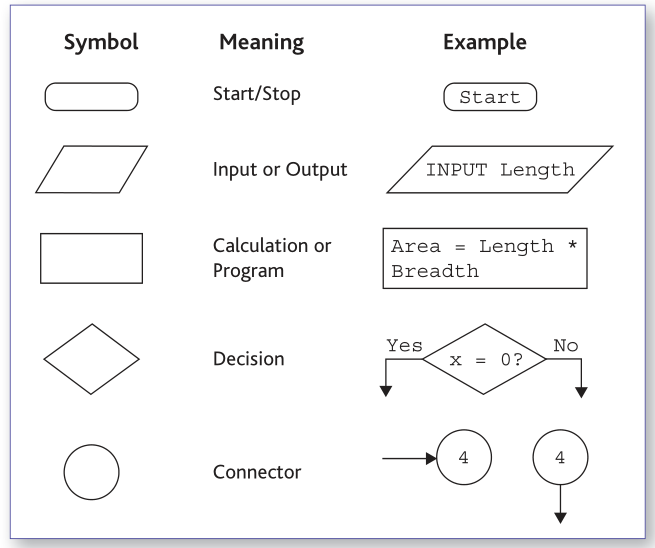 Symbol Meaning Example
Start/Stop Start
Input or Output INPUT Length
Calculation or
Program
Area = Length *
Breadth
Decision
Yes x = 0? No
Connector
4 4